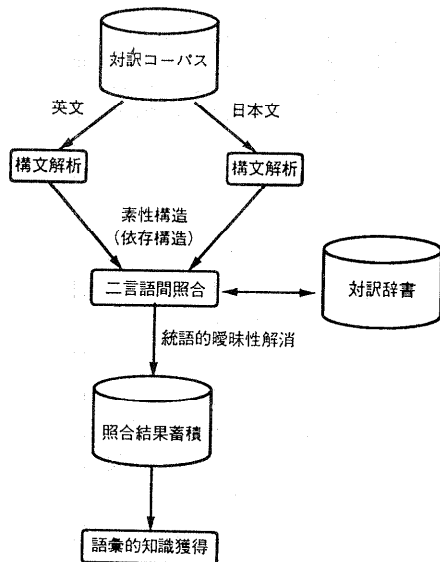 対訳コーパス
英文
日本文
構文解析
構文解析
素性構造
(依存構造)
二言語間照合
対訳辞書
統語的曖昧性解消
照合結果蓄積
語彙的知識獲得